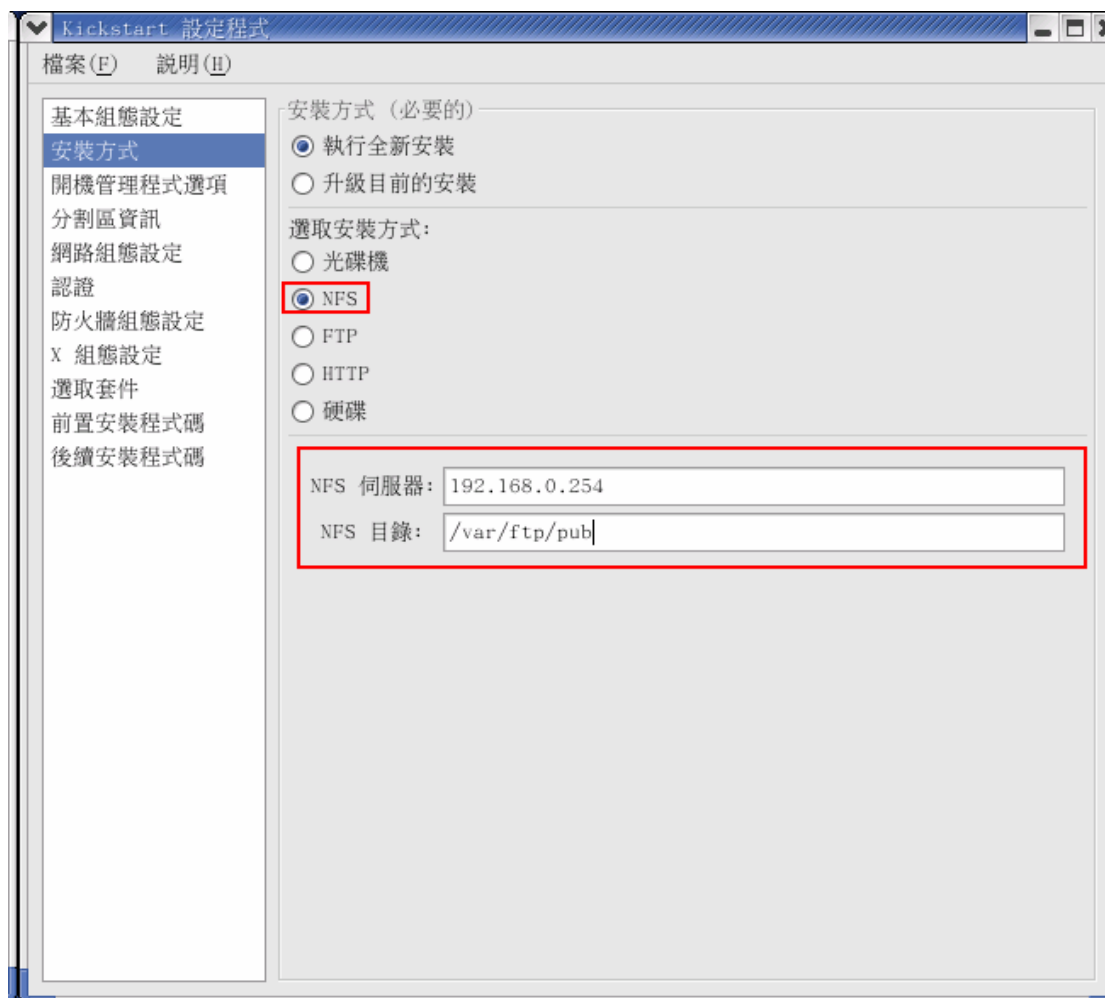 Kickstart 設定程式
檔案(F) 説明(H)
基本組態設定
安裝方式
開機管理程式選項
分割區資訊
網路組態設定
認證
防火牆組態設定
X 組態設定
選取套件
前置安裝程式碼
後續安裝程式碼
安裝方式 (必要的)
執行全新安裝
升級目前的安裝
選取安裝方式:
光碟機
NFS
FTP
HTTP
硬碟
NFS 伺服器: 192.168.0.254
NFS 目錄: /var/ftp/pub